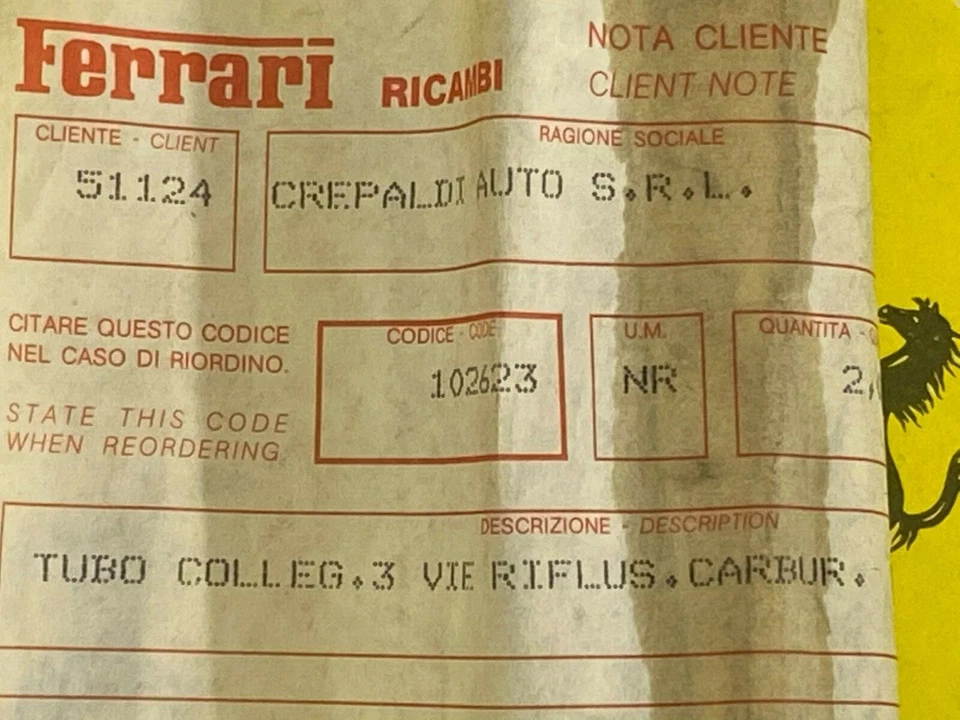 Ferrari RICAMBI
NOTA CLIENTE
CLIENT NOTE
CLIENTE - CLIENT
51124
RAGIONE SOCIALE
CREPALDI AUTO S.R.L.
CITARE QUESTO CODICE
NEL CASO DI RIORDINO.
STATE THIS CODE
WHEN REORDERING
CODICE - CODE
102623
U.M.
NR
QUANTITA -
2,
DESCRIZIONE - DESCRIPTION
TUBO COLLEG.3 VIE RIFLUS.CARBUR.